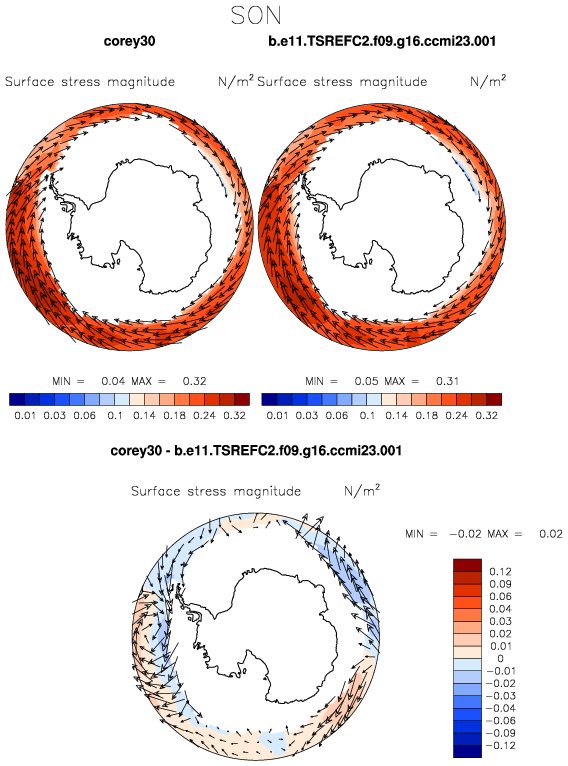 SON
corey30 b.e11.TSREFC2.f09.g16.ccmi23.001
Surface stress magnitude N/m² Surface stress magnitude N/m²
MIN = 0.04 MAX = 0.32 MIN = 0.05 MAX = 0.31
0.01 0.03 0.06 0.1 0.14 0.18 0.24 0.32 0.01 0.03 0.06 0.1 0.14 0.18 0.24 0.32
corey30 - b.e11.TSREFC2.f09.g16.ccmi23.001
Surface stress magnitude N/m²
MIN = −0.02 MAX = 0.02
0.12
0.09
0.06
0.04
0.03
0.02
0.01
0
−0.01
−0.02
−0.03
−0.04
−0.06
−0.09
−0.12